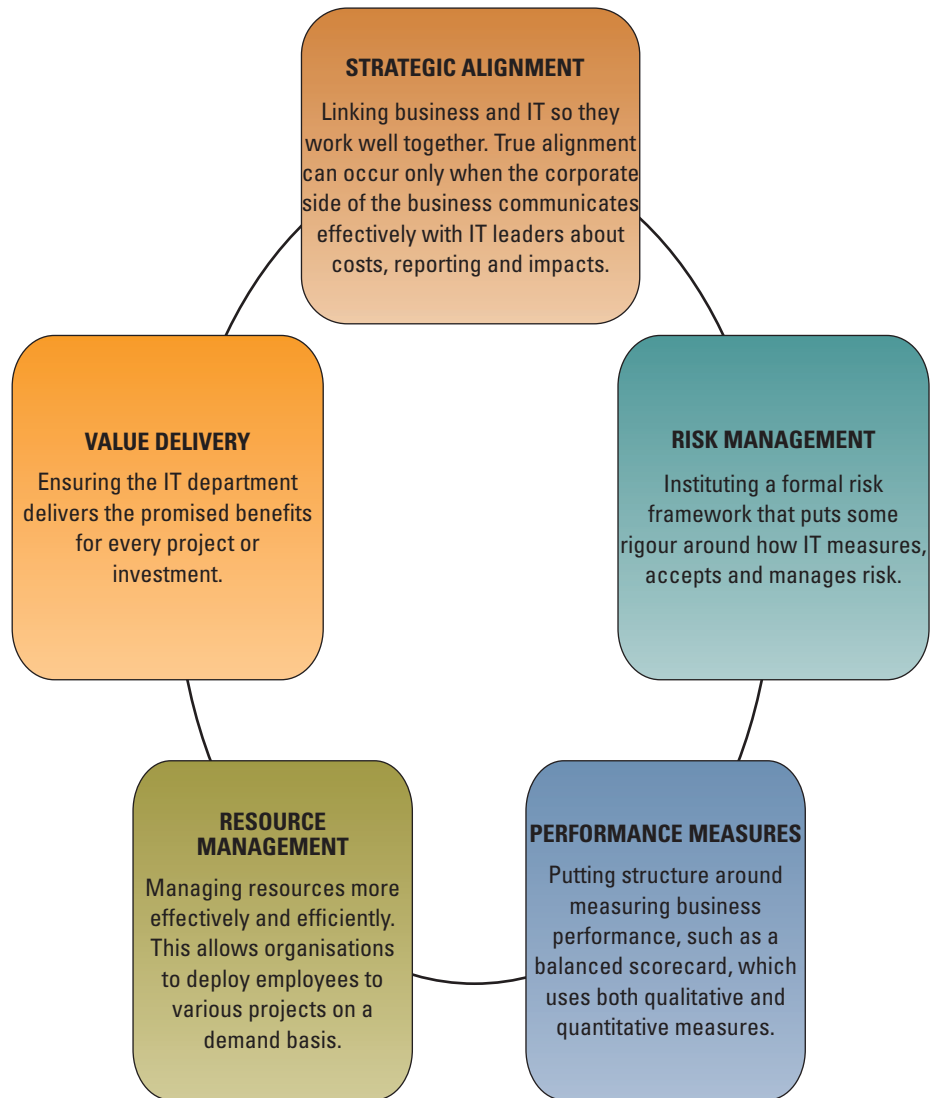 STRATEGIC ALIGNMENT
Linking business and IT so they
work well together. True alignment
can occur only when the corporate
side of the business communicates
effectively with IT leaders about
costs, reporting and impacts.
VALUE DELIVERY
Ensuring the IT department
delivers the promised benefits
for every project or
investment.
RISK MANAGEMENT
Instituting a formal risk
framework that puts some
rigour around how IT measures,
accepts and manages risk.
RESOURCE
MANAGEMENT
Managing resources more
effectively and efficiently.
This allows organisations
to deploy employees to
various projects on a
demand basis.
PERFORMANCE MEASURES
Putting structure around
measuring business
performance, such as a
balanced scorecard, which
uses both qualitative and
quantitative measures.